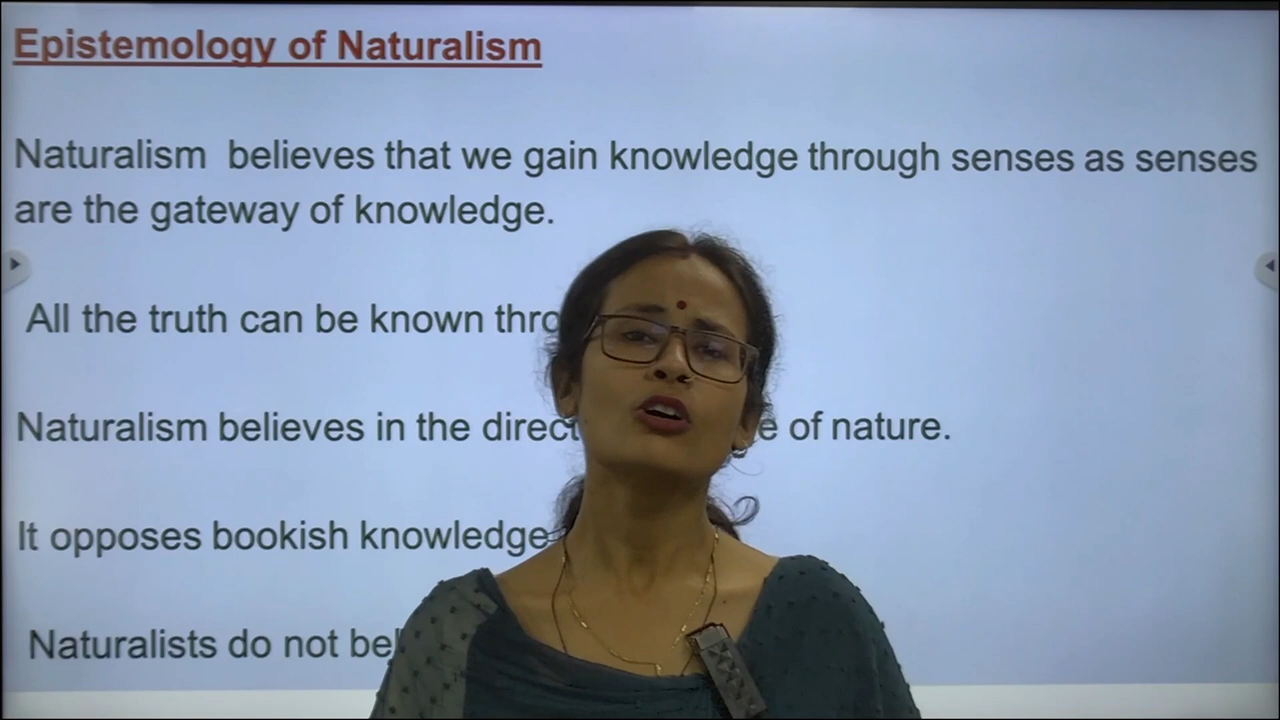 Epistemology of Naturalism
Naturalism believes that we gain knowledge through senses as senses
are the gateway of knowledge.
All the truth can be known
Naturalism believes in the direct of nature.
It opposes bookish knowledge
Naturalists do not